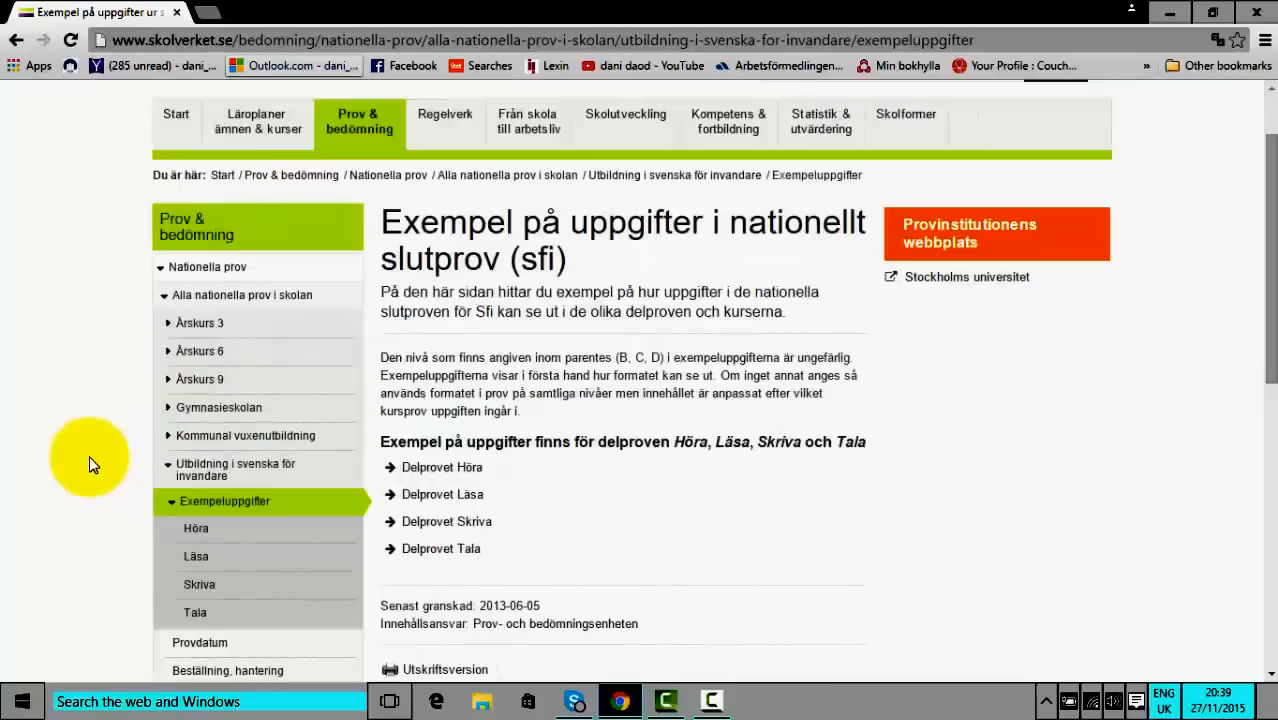 Exempel på uppgifter ur s
www.skolverket.se/bedomning/nationella-prov/alla-nationella-prov-i-skolan/utbildning-i-svenska-for-invandare/exempeluppgifter
Apps
(285 unread) - dani_...
Outlook.com - dani_...
Facebook
Searches
Lexin
dani daod - YouTube
Arbetsförmedlingen...
Min bokhylla
Your Profile : Couch...
» Other bookmarks
Start
Läroplaner
ämnen & kurser
Prov &
bedömning
Regelverk
Från skola
till arbetsliv
Skolutveckling
Kompetens &
fortbildning
Statistik &
utvärdering
Skolformer
Du är här: Start / Prov & bedömning / Nationella prov / Alla nationella prov i skolan / Utbildning i svenska för invandare / Exempeluppgifter
Prov &
bedömning
Nationella prov
Alla nationella prov i skolan
Årskurs 3
Årskurs 6
Årskurs 9
Gymnasieskolan
Kommunal vuxenutbildning
Utbildning i svenska för
invandare
Exempeluppgifter
Höra
Läsa
Skriva
Tala
Provdatum
Beställning, hantering
Exempel på uppgifter i nationellt
slutprov (sfi)
På den här sidan hittar du exempel på hur uppgifter i de nationella
slutproven för Sfi kan se ut i de olika delproven och kurserna.
Den nivå som finns angiven inom parentes (B, C, D) i exempeluppgifterna är ungefärlig.
Exempeluppgifterna visar i första hand hur formatet kan se ut. Om inget annat anges så
används formatet i prov på samtliga nivåer men innehållet är anpassat efter vilket
kursprov uppgiften ingår i.
Exempel på uppgifter finns för delproven Höra, Läsa, Skriva och Tala
Delprovet Höra
Delprovet Läsa
Delprovet Skriva
Delprovet Tala
Senast granskad: 2013-06-05
Innehållsansvar: Prov- och bedömningsenheten
Utskriftsversion
Provinstitutionens
webbplats
Stockholms universitet
Search the web and Windows
ENG
UK
20:39
27/11/2015